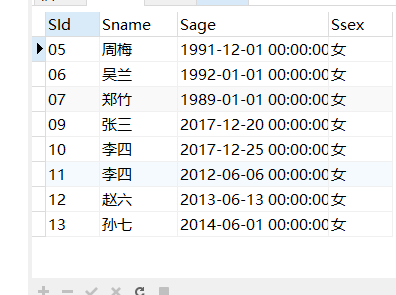 SId Sname Sage Ssex
05 周梅 1991-12-01 00:00:00 女
06 吴兰 1992-01-01 00:00:00 女
07 郑竹 1989-01-01 00:00:00 女
09 张三 2017-12-20 00:00:00 女
10 李四 2017-12-25 00:00:00 女
11 李四 2012-06-06 00:00:00 女
12 赵六 2013-06-13 00:00:00 女
13 孙七 2014-06-01 00:00:00 女